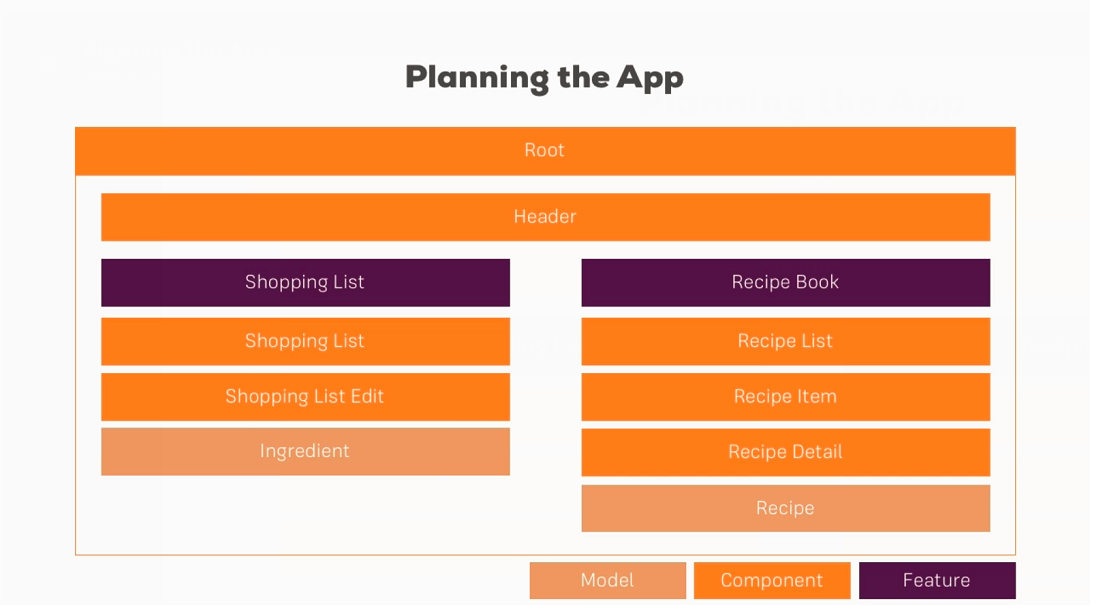 Planning the App
Root
Header
Shopping List
Shopping List
Shopping List Edit
Ingredient
Recipe Book
Recipe List
Recipe Item
Recipe Detail
Recipe
Model
Component
Feature